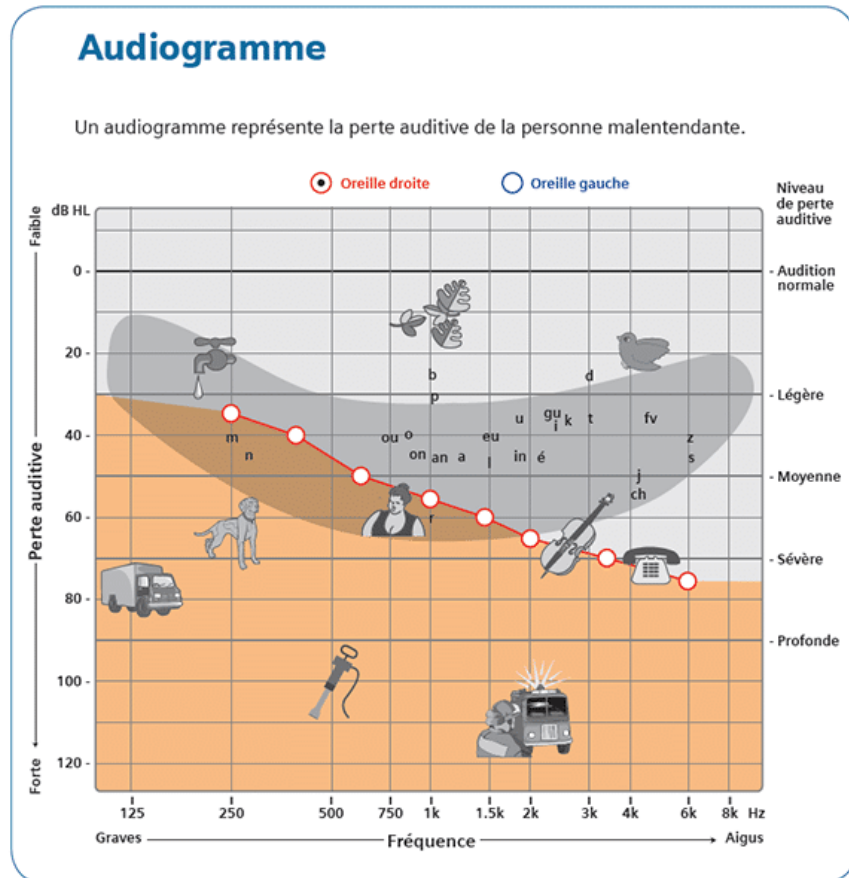 Audiogramme
Un audiogramme représente la perte auditive de la personne malentendante.
Oreille droite
Oreille gauche
Niveau
de perte
auditive
dB HL
Faible
Perte auditive
Forte
0 -
20 -
40 -
60 -
80 -
100 -
120 -
- Audition
normale
- Légère
- Moyenne
- Sévère
- Profonde
b
d
p
u
gu
i
k
t
fv
m
ou
o
eu
z
n
on
an
a
l
in
é
s
j
ch
r
125
250
500
750
1k
1.5k
2k
3k
4k
6k
8k
Hz
Graves
Fréquence
Aigus